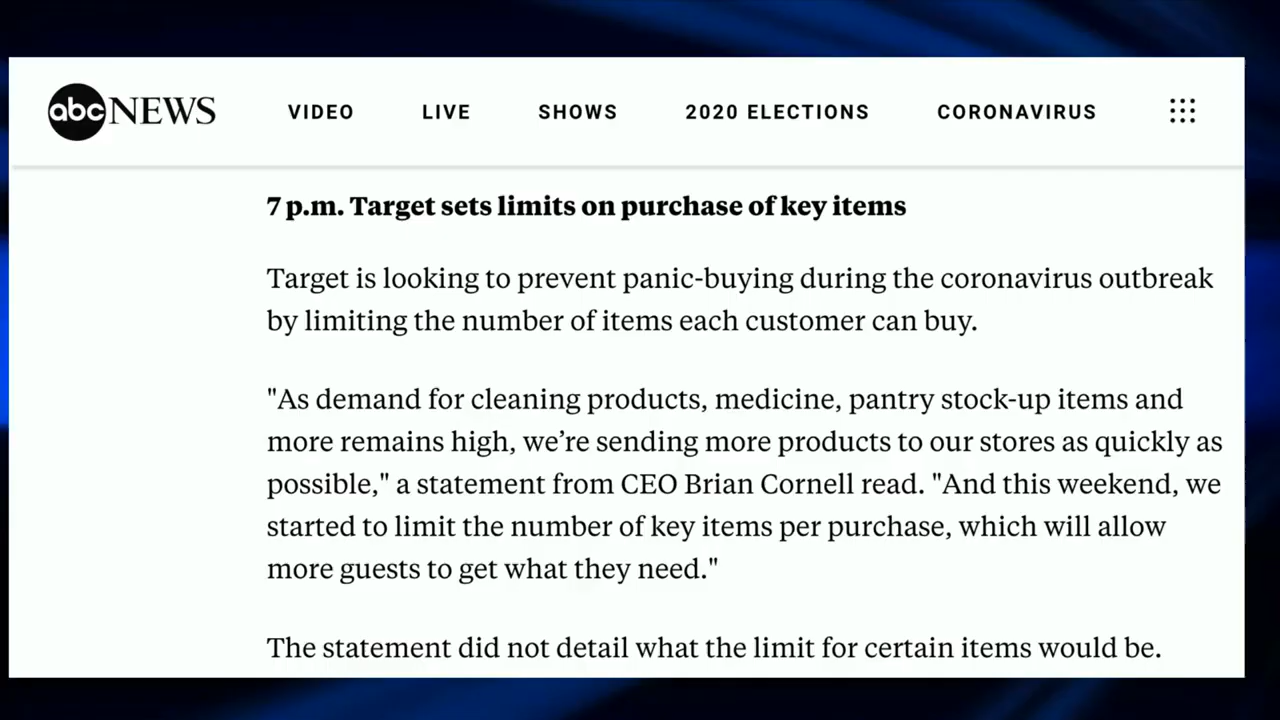 abc NEWS VIDEO LIVE SHOWS 2020 ELECTIONS CORONAVIRUS
7 p.m. Target sets limits on purchase of key items
Target is looking to prevent panic-buying during the coronavirus outbreak
by limiting the number of items each customer can buy.
"As demand for cleaning products, medicine, pantry stock-up items and
more remains high, we’re sending more products to our stores as quickly as
possible," a statement from CEO Brian Cornell read. "And this weekend, we
started to limit the number of key items per purchase, which will allow
more guests to get what they need."
The statement did not detail what the limit for certain items would be.